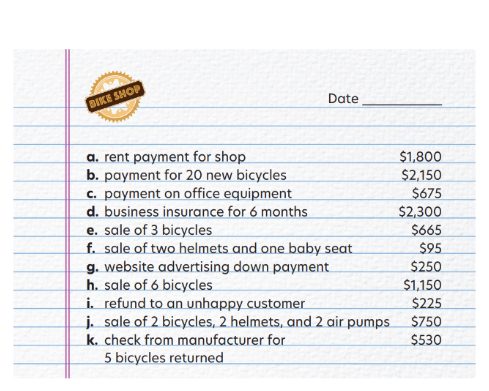 BIKE SHOP
Date
a. rent payment for shop $1,800
b. payment for 20 new bicycles $2,150
c. payment on office equipment $675
d. business insurance for 6 months $2,300
e. sale of 3 bicycles $665
f. sale of two helmets and one baby seat $95
g. website advertising down payment $250
h. sale of 6 bicycles $1,150
i. refund to an unhappy customer $225
j. sale of 2 bicycles, 2 helmets, and 2 air pumps $750
k. check from manufacturer for $530
5 bicycles returned